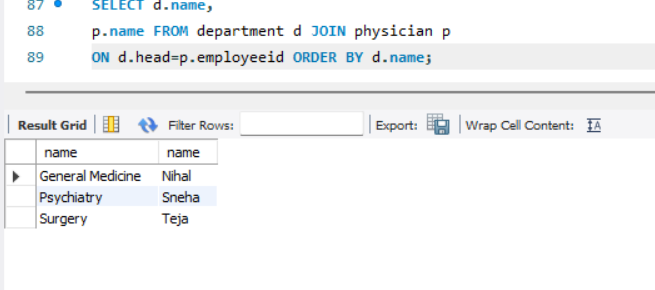 87 SELECT d.name,
88 p.name FROM department d JOIN physician p
89 ON d.head=p.employeeid ORDER BY d.name;
Result Grid Filter Rows: Export: Wrap Cell Content: IA
name name
General Medicine Nihal
Psychiatry Sneha
Surgery Teja